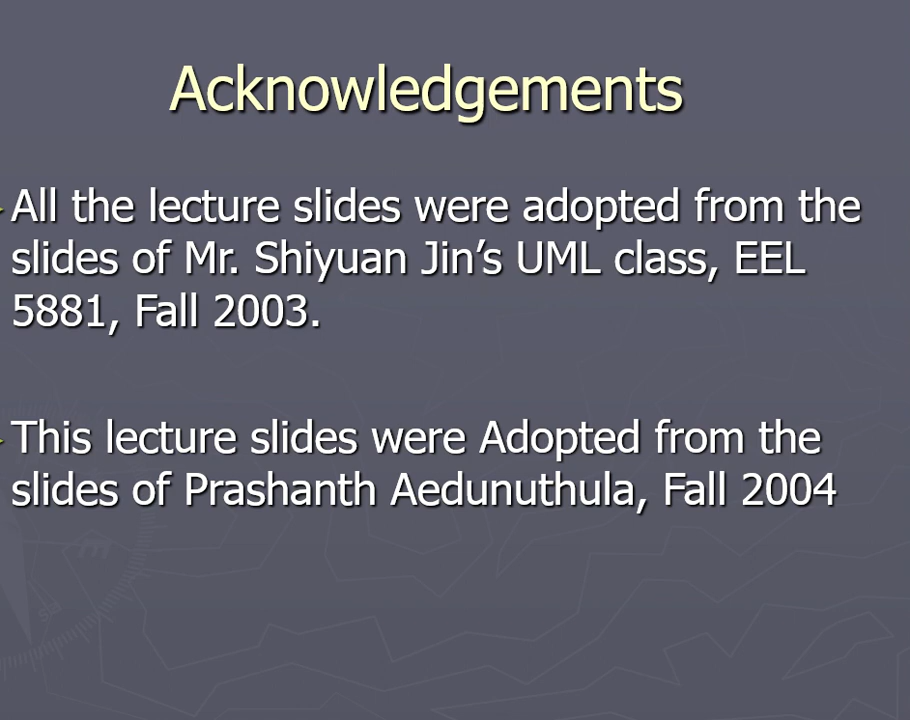 Acknowledgements
All the lecture slides were adopted from the
slides of Mr. Shiyuan Jin’s UML class, EEL
5881, Fall 2003.
This lecture slides were Adopted from the
slides of Prashanth Aedunuthula, Fall 2004